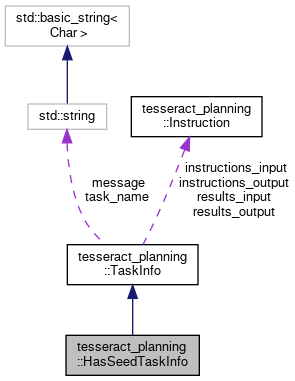 std::basic_string<
Char >
std::string
tesseract_planning
::Instruction
message
task_name
instructions_input
instructions_output
results_input
results_output
tesseract_planning
::TaskInfo
tesseract_planning
::HasSeedTaskInfo